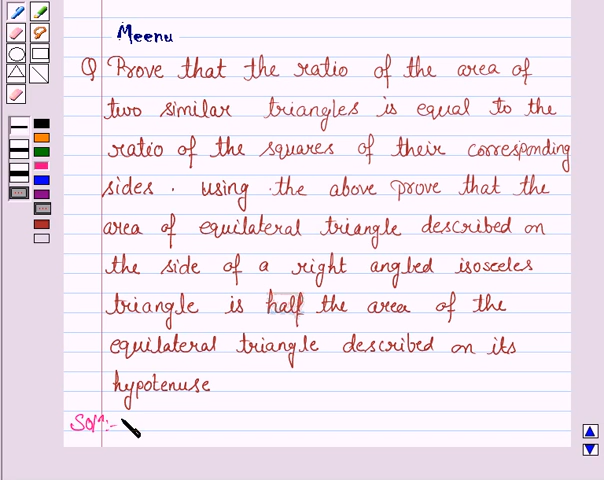 Meenu
Q Prove that the ratio of the area of
two similar triangles is equal to the
ratio of the squares of their corresponding
sides. Using the above prove that the
area of equilateral triangle described on
the side of a right angled isosceles
triangle is half the area of the
equilateral triangle described on its
hypotenuse
Solⁿ:-